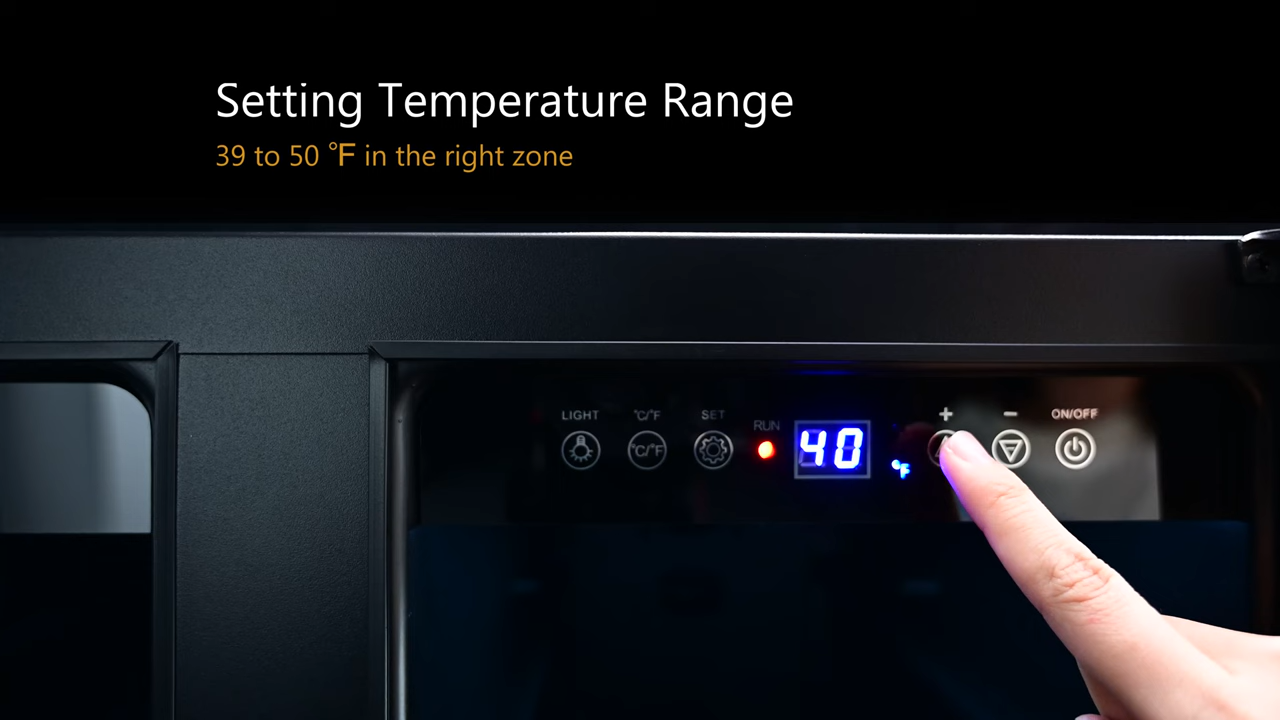 Setting Temperature Range
39 to 50 ℉ in the right zone
LIGHT °C/°F SET RUN 40 °F + − ON/OFF
°C/°F